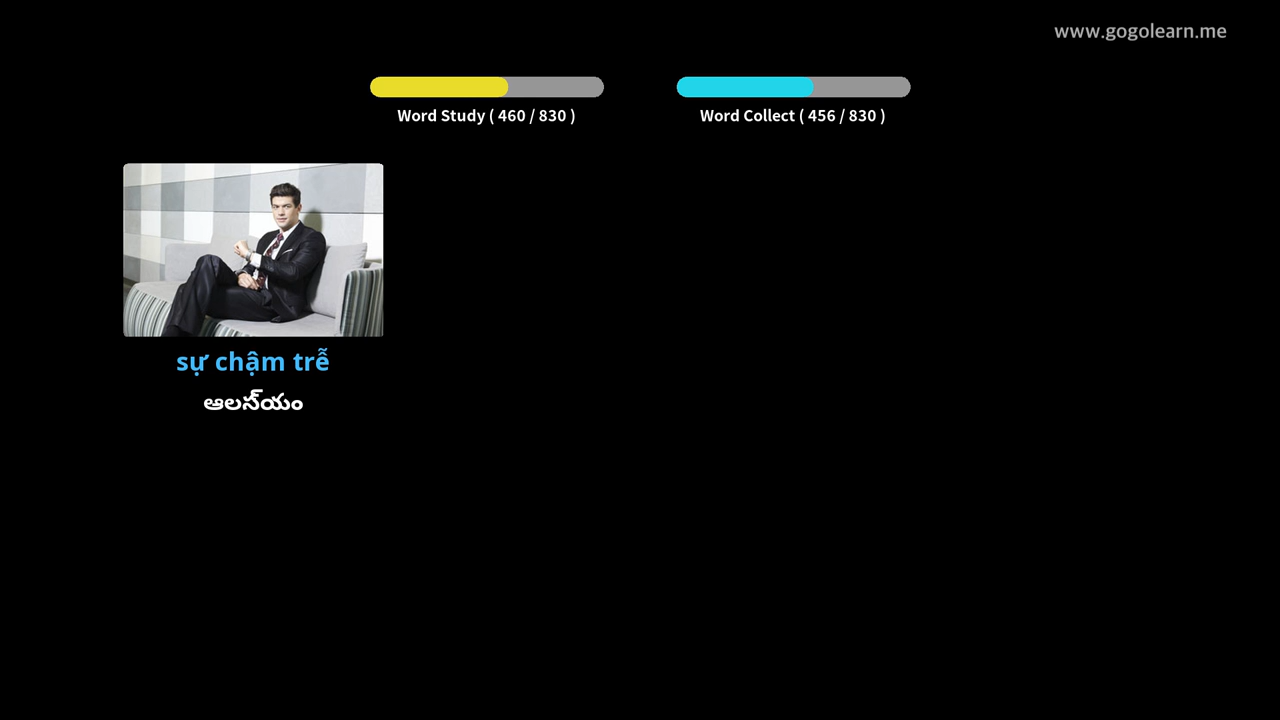 www.gogolearn.me
Word Study ( 460 / 830 )
Word Collect ( 456 / 830 )
sự chậm trễ
ఆలస్‌యం